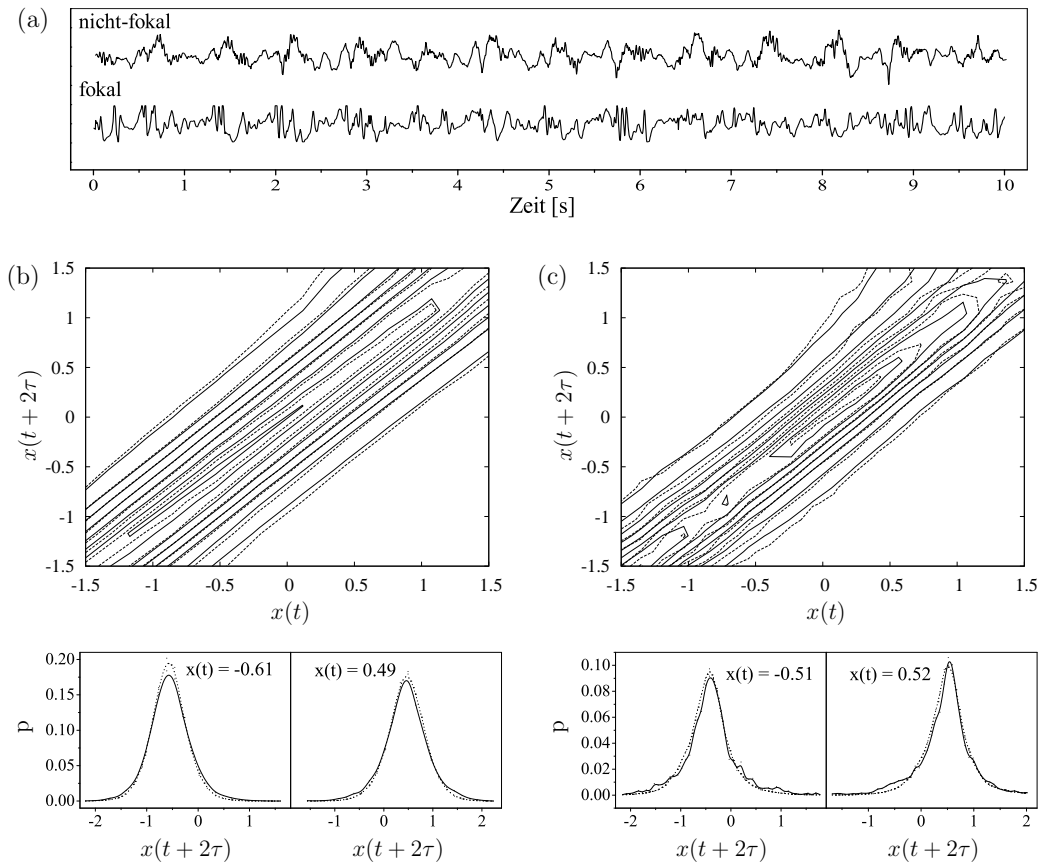 (a)
nicht-fokal
fokal
0 1 2 3 4 5 6 7 8 9 10
Zeit [s]
(b)
x(t + 2τ)
1.5
1
0.5
0
-0.5
-1
-1.5
-1.5 -1 -0.5 0 0.5 1 1.5
x(t)
(c)
x(t + 2τ)
1.5
1
0.5
0
-0.5
-1
-1.5
-1.5 -1 -0.5 0 0.5 1 1.5
x(t)
p
0.20
0.15
0.10
0.05
0.00
x(t) = -0.61
x(t) = 0.49
-2 -1 0 1 -1 0 1 2
x(t + 2τ) x(t + 2τ)
p
0.10
0.08
0.06
0.04
0.02
0.00
x(t) = -0.51
x(t) = 0.52
-2 -1 0 1 -1 0 1 2
x(t + 2τ) x(t + 2τ)